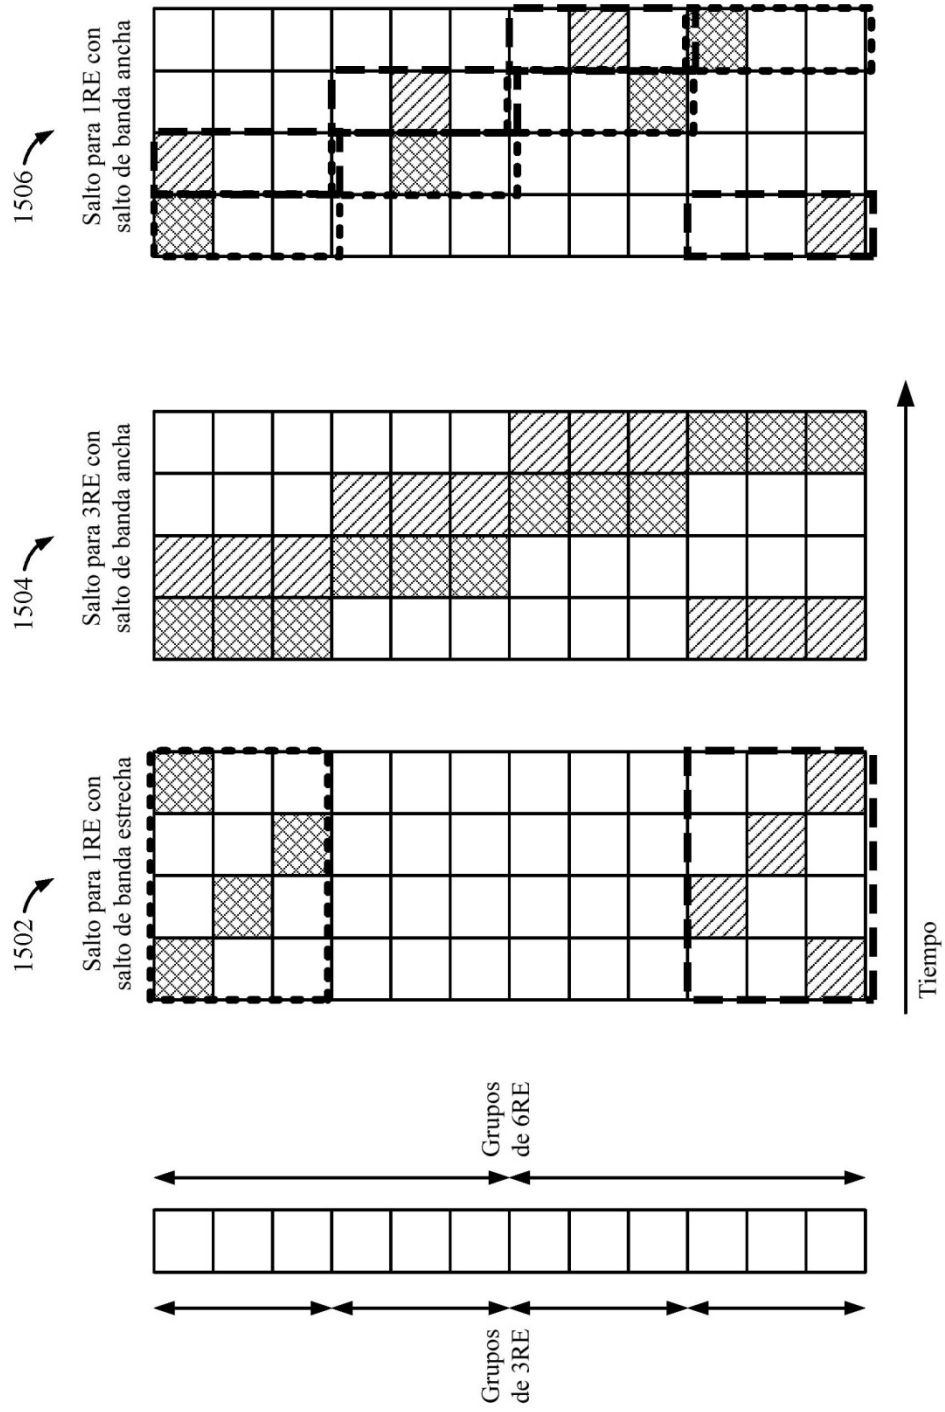 Grupos
de 3RE
Grupos
de 6RE
1502
Salto para 1RE con
salto de banda estrecha
1504
Salto para 3RE con
salto de banda ancha
1506
Salto para 1RE con
salto de banda ancha
Tiempo